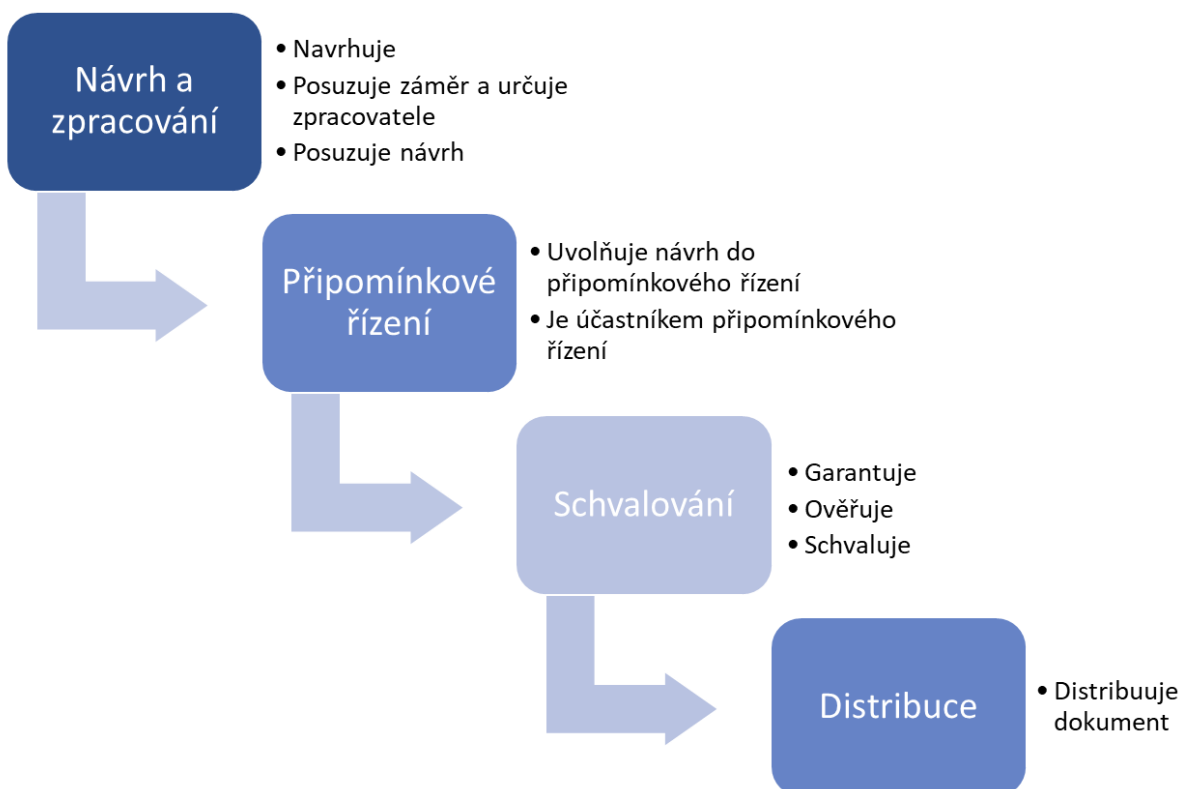 Návrh a
zpracování
• Navrhuje
• Posuzuje záměr a určuje
zpracovatele
• Posuzuje návrh
Připomínkové
řízení
• Uvolňuje návrh do
připomínkového řízení
• Je účastníkem připomínkového
řízení
Schvalování
• Garantuje
• Ověřuje
• Schvaluje
Distribuce
• Distribuuje
dokument